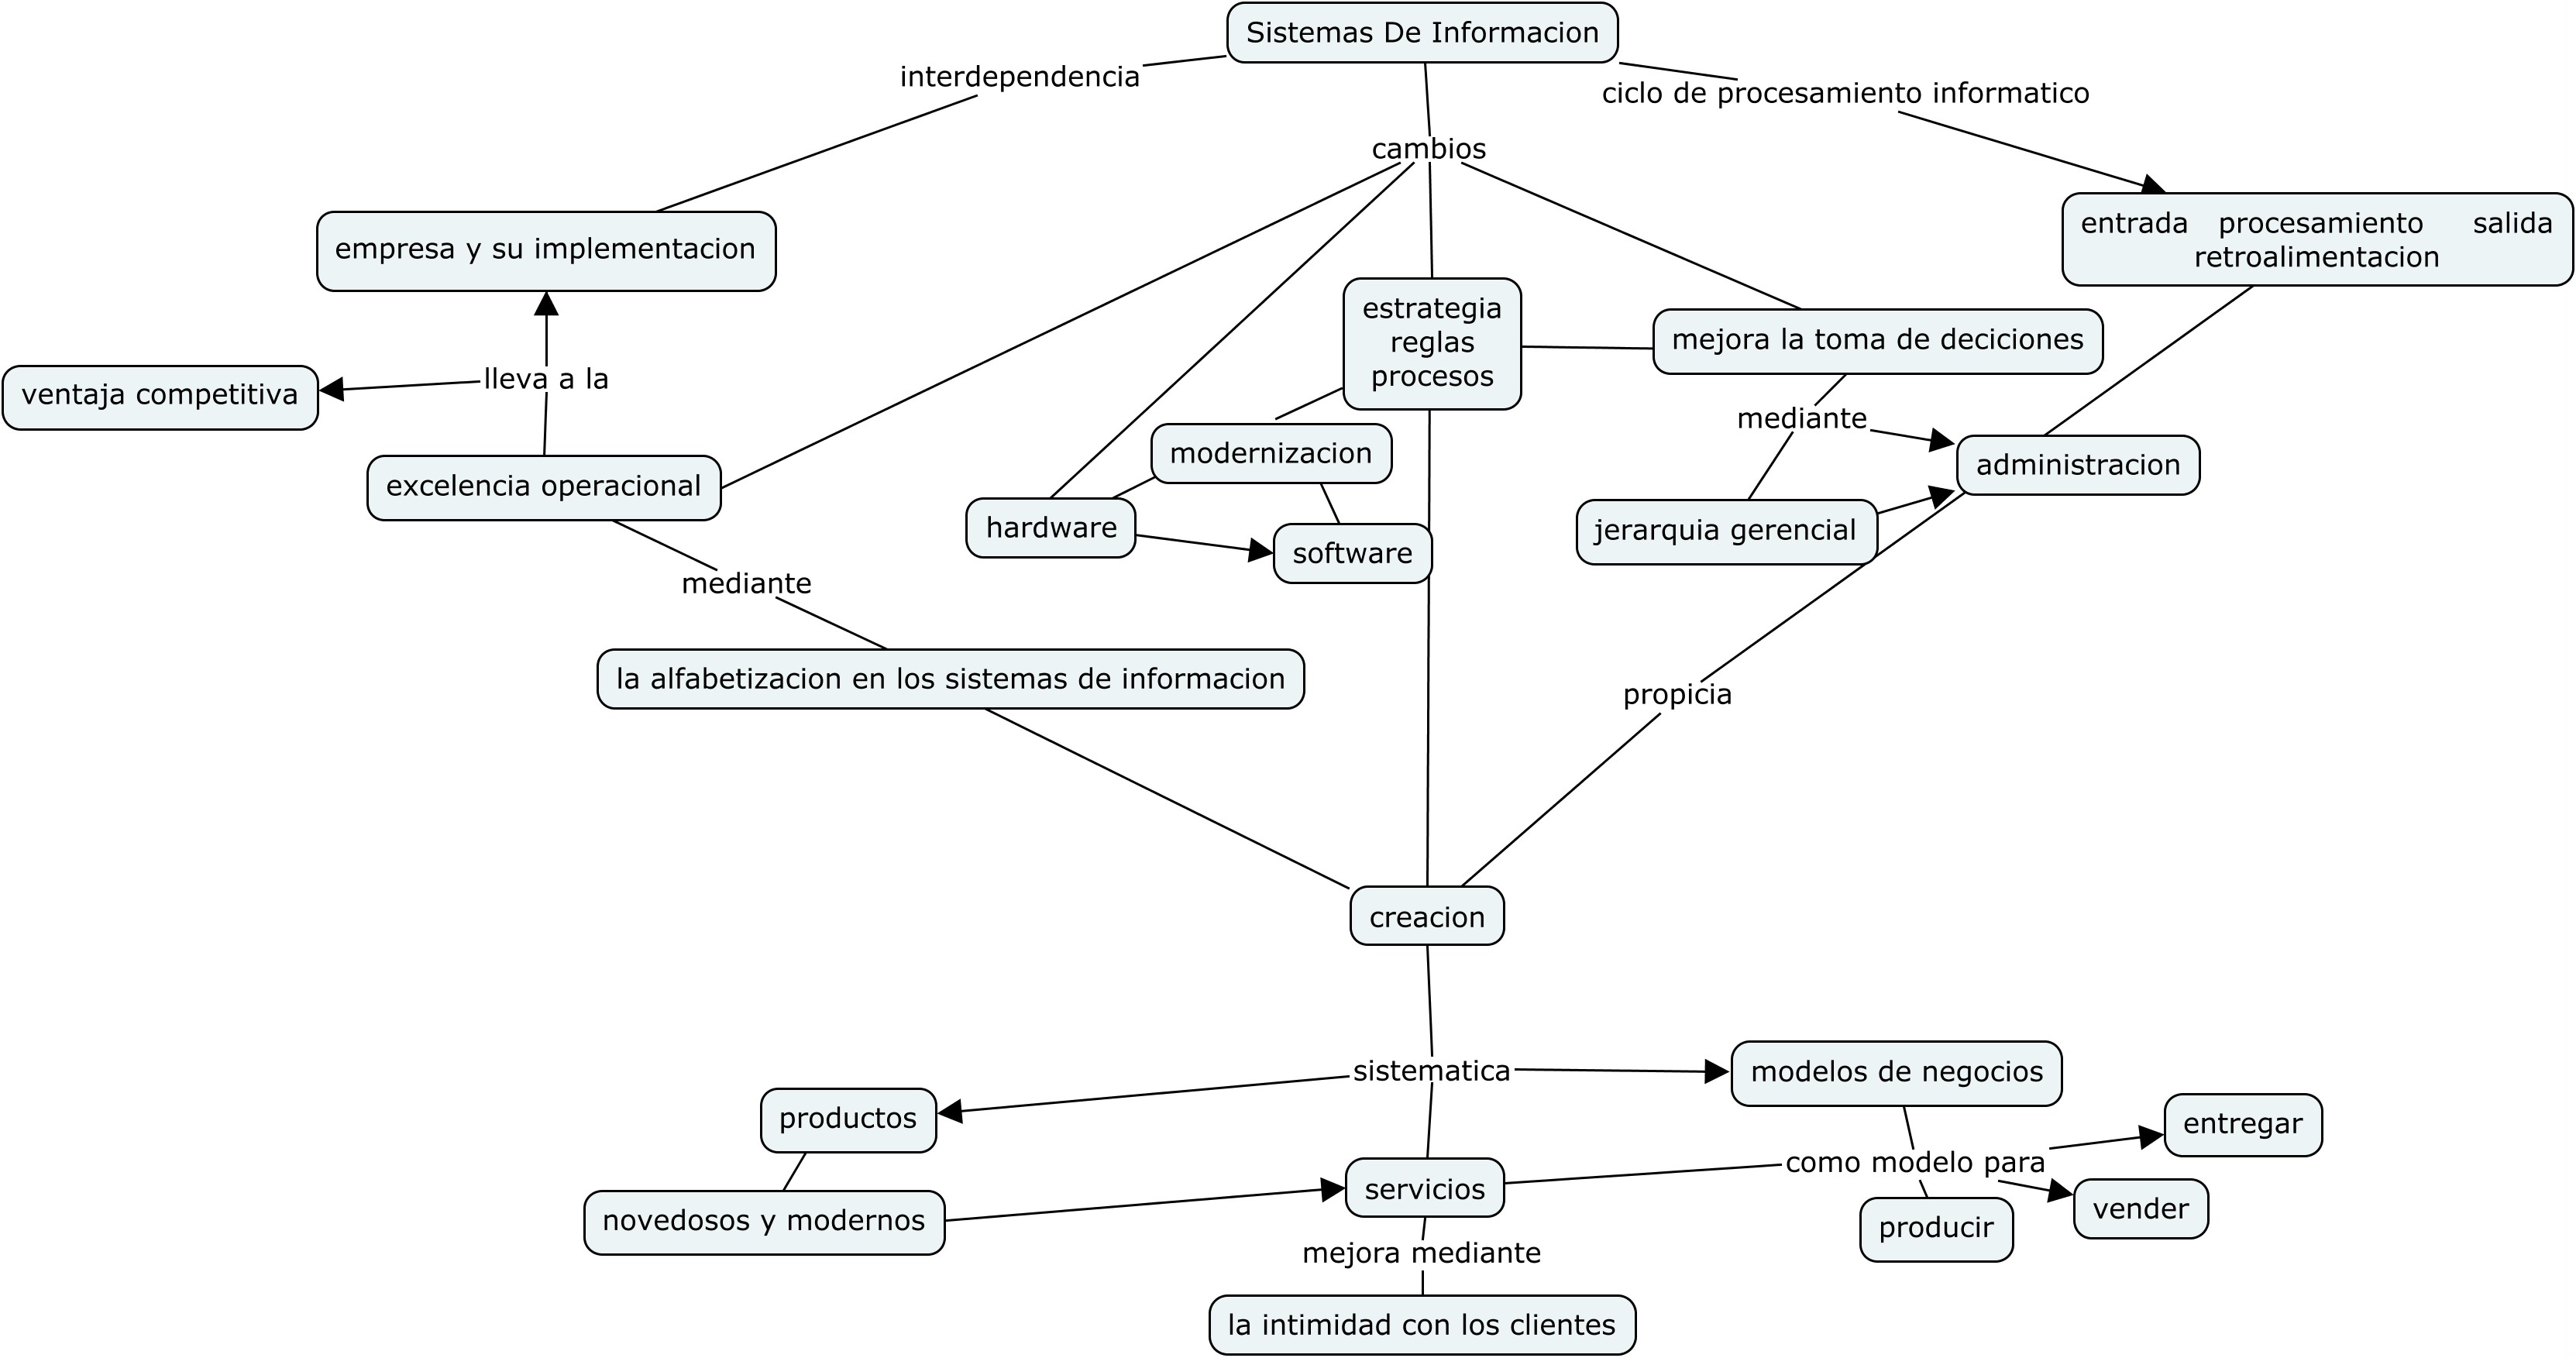 Sistemas De Informacion
interdependencia
ciclo de procesamiento informatico
cambios
empresa y su implementacion
entrada procesamiento salida
retroalimentacion
estrategia
reglas
procesos
mejora la toma de deciciones
lleva a la
ventaja competitiva
mediante
modernizacion
administracion
excelencia operacional
hardware
jerarquia gerencial
software
mediante
la alfabetizacion en los sistemas de informacion
propicia
creacion
sistematica
modelos de negocios
productos
entregar
como modelo para
servicios
vender
novedosos y modernos
producir
mejora mediante
la intimidad con los clientes